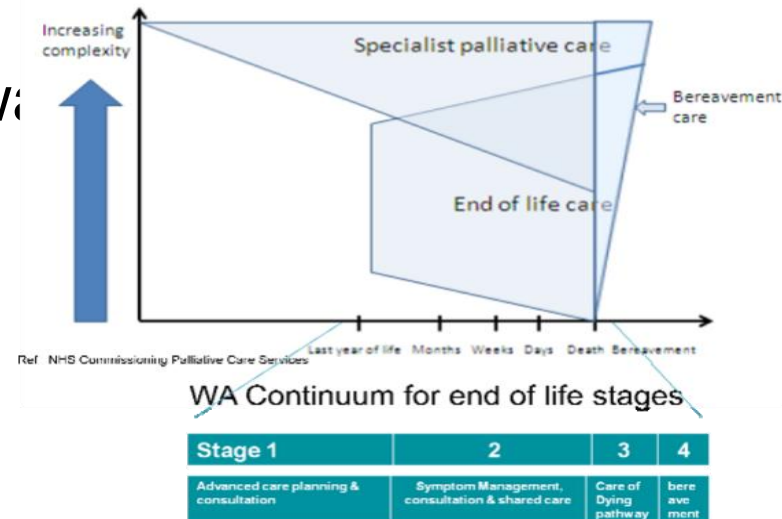 Increasing
complexity
Specialist palliative care
Bereavement
care
End of life care
Last year of life Months Weeks Days Death Bereavement
Ref NHS Commissioning Palliative Care Services
WA Continuum for end of life stages
Stage 1 2 3 4
Advanced care planning &
consultation
Symptom Management,
consultation & shared care
Care of
Dying
pathway
bere
ave
ment